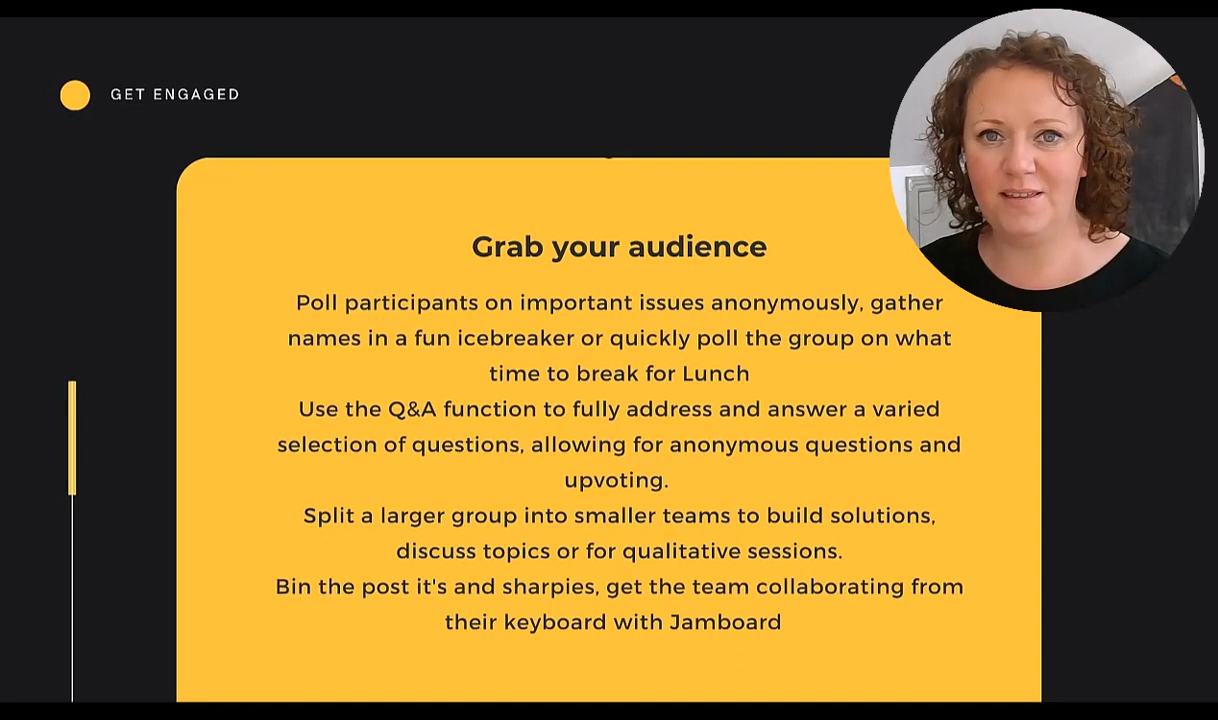 GET ENGAGED
Grab your audience
Poll participants on important issues anonymously, gather
names in a fun icebreaker or quickly poll the group on what
time to break for Lunch
Use the Q&A function to fully address and answer a varied
selection of questions, allowing for anonymous questions and
upvoting.
Split a larger group into smaller teams to build solutions,
discuss topics or for qualitative sessions.
Bin the post it's and sharpies, get the team collaborating from
their keyboard with Jamboard